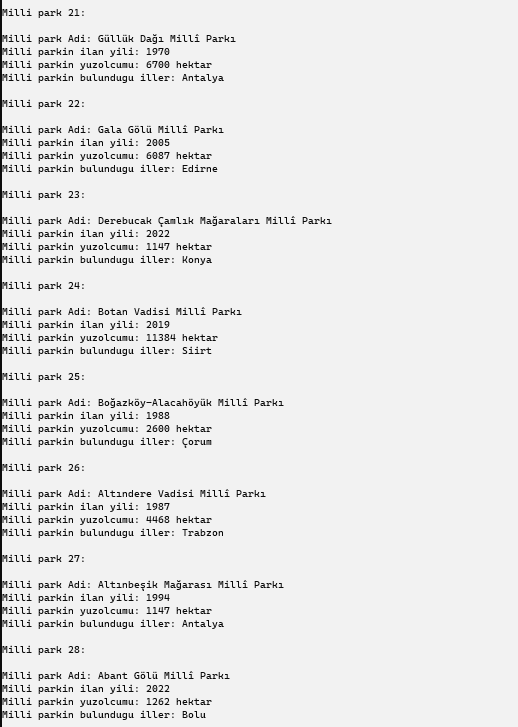 Milli park 21:
Milli park Adi: Güllük Dağı Millî Parkı
Milli parkin ilan yili: 1970
Milli parkin yuzolcumu: 6700 hektar
Milli parkin bulundugu iller: Antalya
Milli park 22:
Milli park Adi: Gala Gölü Millî Parkı
Milli parkin ilan yili: 2005
Milli parkin yuzolcumu: 6087 hektar
Milli parkin bulundugu iller: Edirne
Milli park 23:
Milli park Adi: Derebucak Çamlık Mağaraları Millî Parkı
Milli parkin ilan yili: 2022
Milli parkin yuzolcumu: 1147 hektar
Milli parkin bulundugu iller: Konya
Milli park 24:
Milli park Adi: Botan Vadisi Millî Parkı
Milli parkin ilan yili: 2019
Milli parkin yuzolcumu: 11384 hektar
Milli parkin bulundugu iller: Siirt
Milli park 25:
Milli park Adi: Boğazköy-Alacahöyük Millî Parkı
Milli parkin ilan yili: 1988
Milli parkin yuzolcumu: 2600 hektar
Milli parkin bulundugu iller: Çorum
Milli park 26:
Milli park Adi: Altındere Vadisi Millî Parkı
Milli parkin ilan yili: 1987
Milli parkin yuzolcumu: 4468 hektar
Milli parkin bulundugu iller: Trabzon
Milli park 27:
Milli park Adi: Altınbeşik Mağarası Millî Parkı
Milli parkin ilan yili: 1994
Milli parkin yuzolcumu: 1147 hektar
Milli parkin bulundugu iller: Antalya
Milli park 28:
Milli park Adi: Abant Gölü Millî Parkı
Milli parkin ilan yili: 2022
Milli parkin yuzolcumu: 1262 hektar
Milli parkin bulundugu iller: Bolu